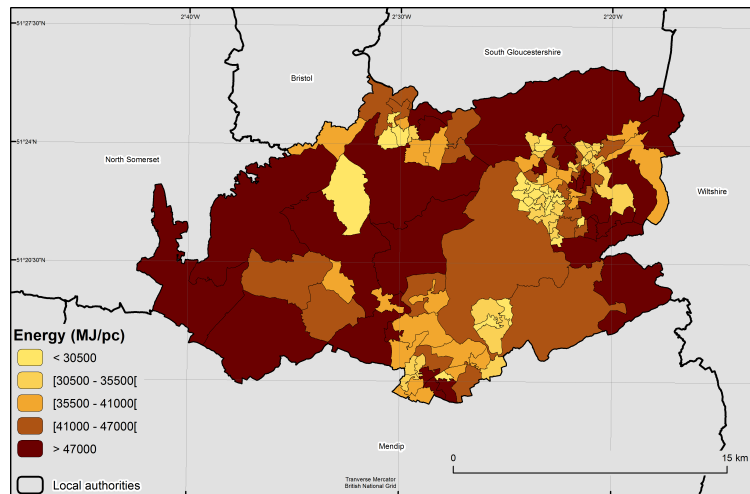 2°40'W 2°30'W 2°20'W
51°27'30"N
South Gloucestershire
Bristol
51°24'N
North Somerset
Wiltshire
51°20'30"N
Energy (MJ/pc)
< 30500
[30500 - 35500[
[35500 - 41000[
[41000 - 47000[
> 47000
Local authorities
Mendip
Tranverse Mercator
British National Grid
0 15 km